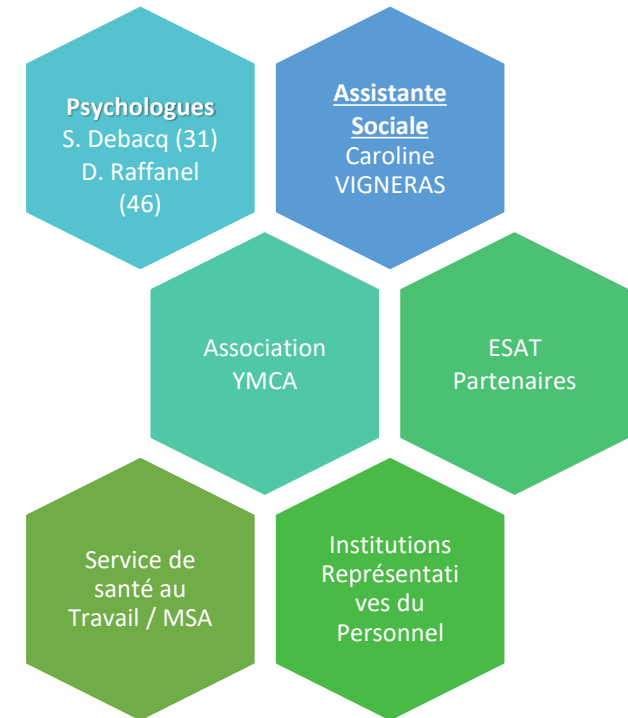 Psychologues
S. Debacq (31)
D. Raffanel
(46)
Assistante
Sociale
Caroline
VIGNERAS
Association
YMCA
ESAT
Partenaires
Service de
santé au
Travail / MSA
Institutions
Représentati
ves du
Personnel